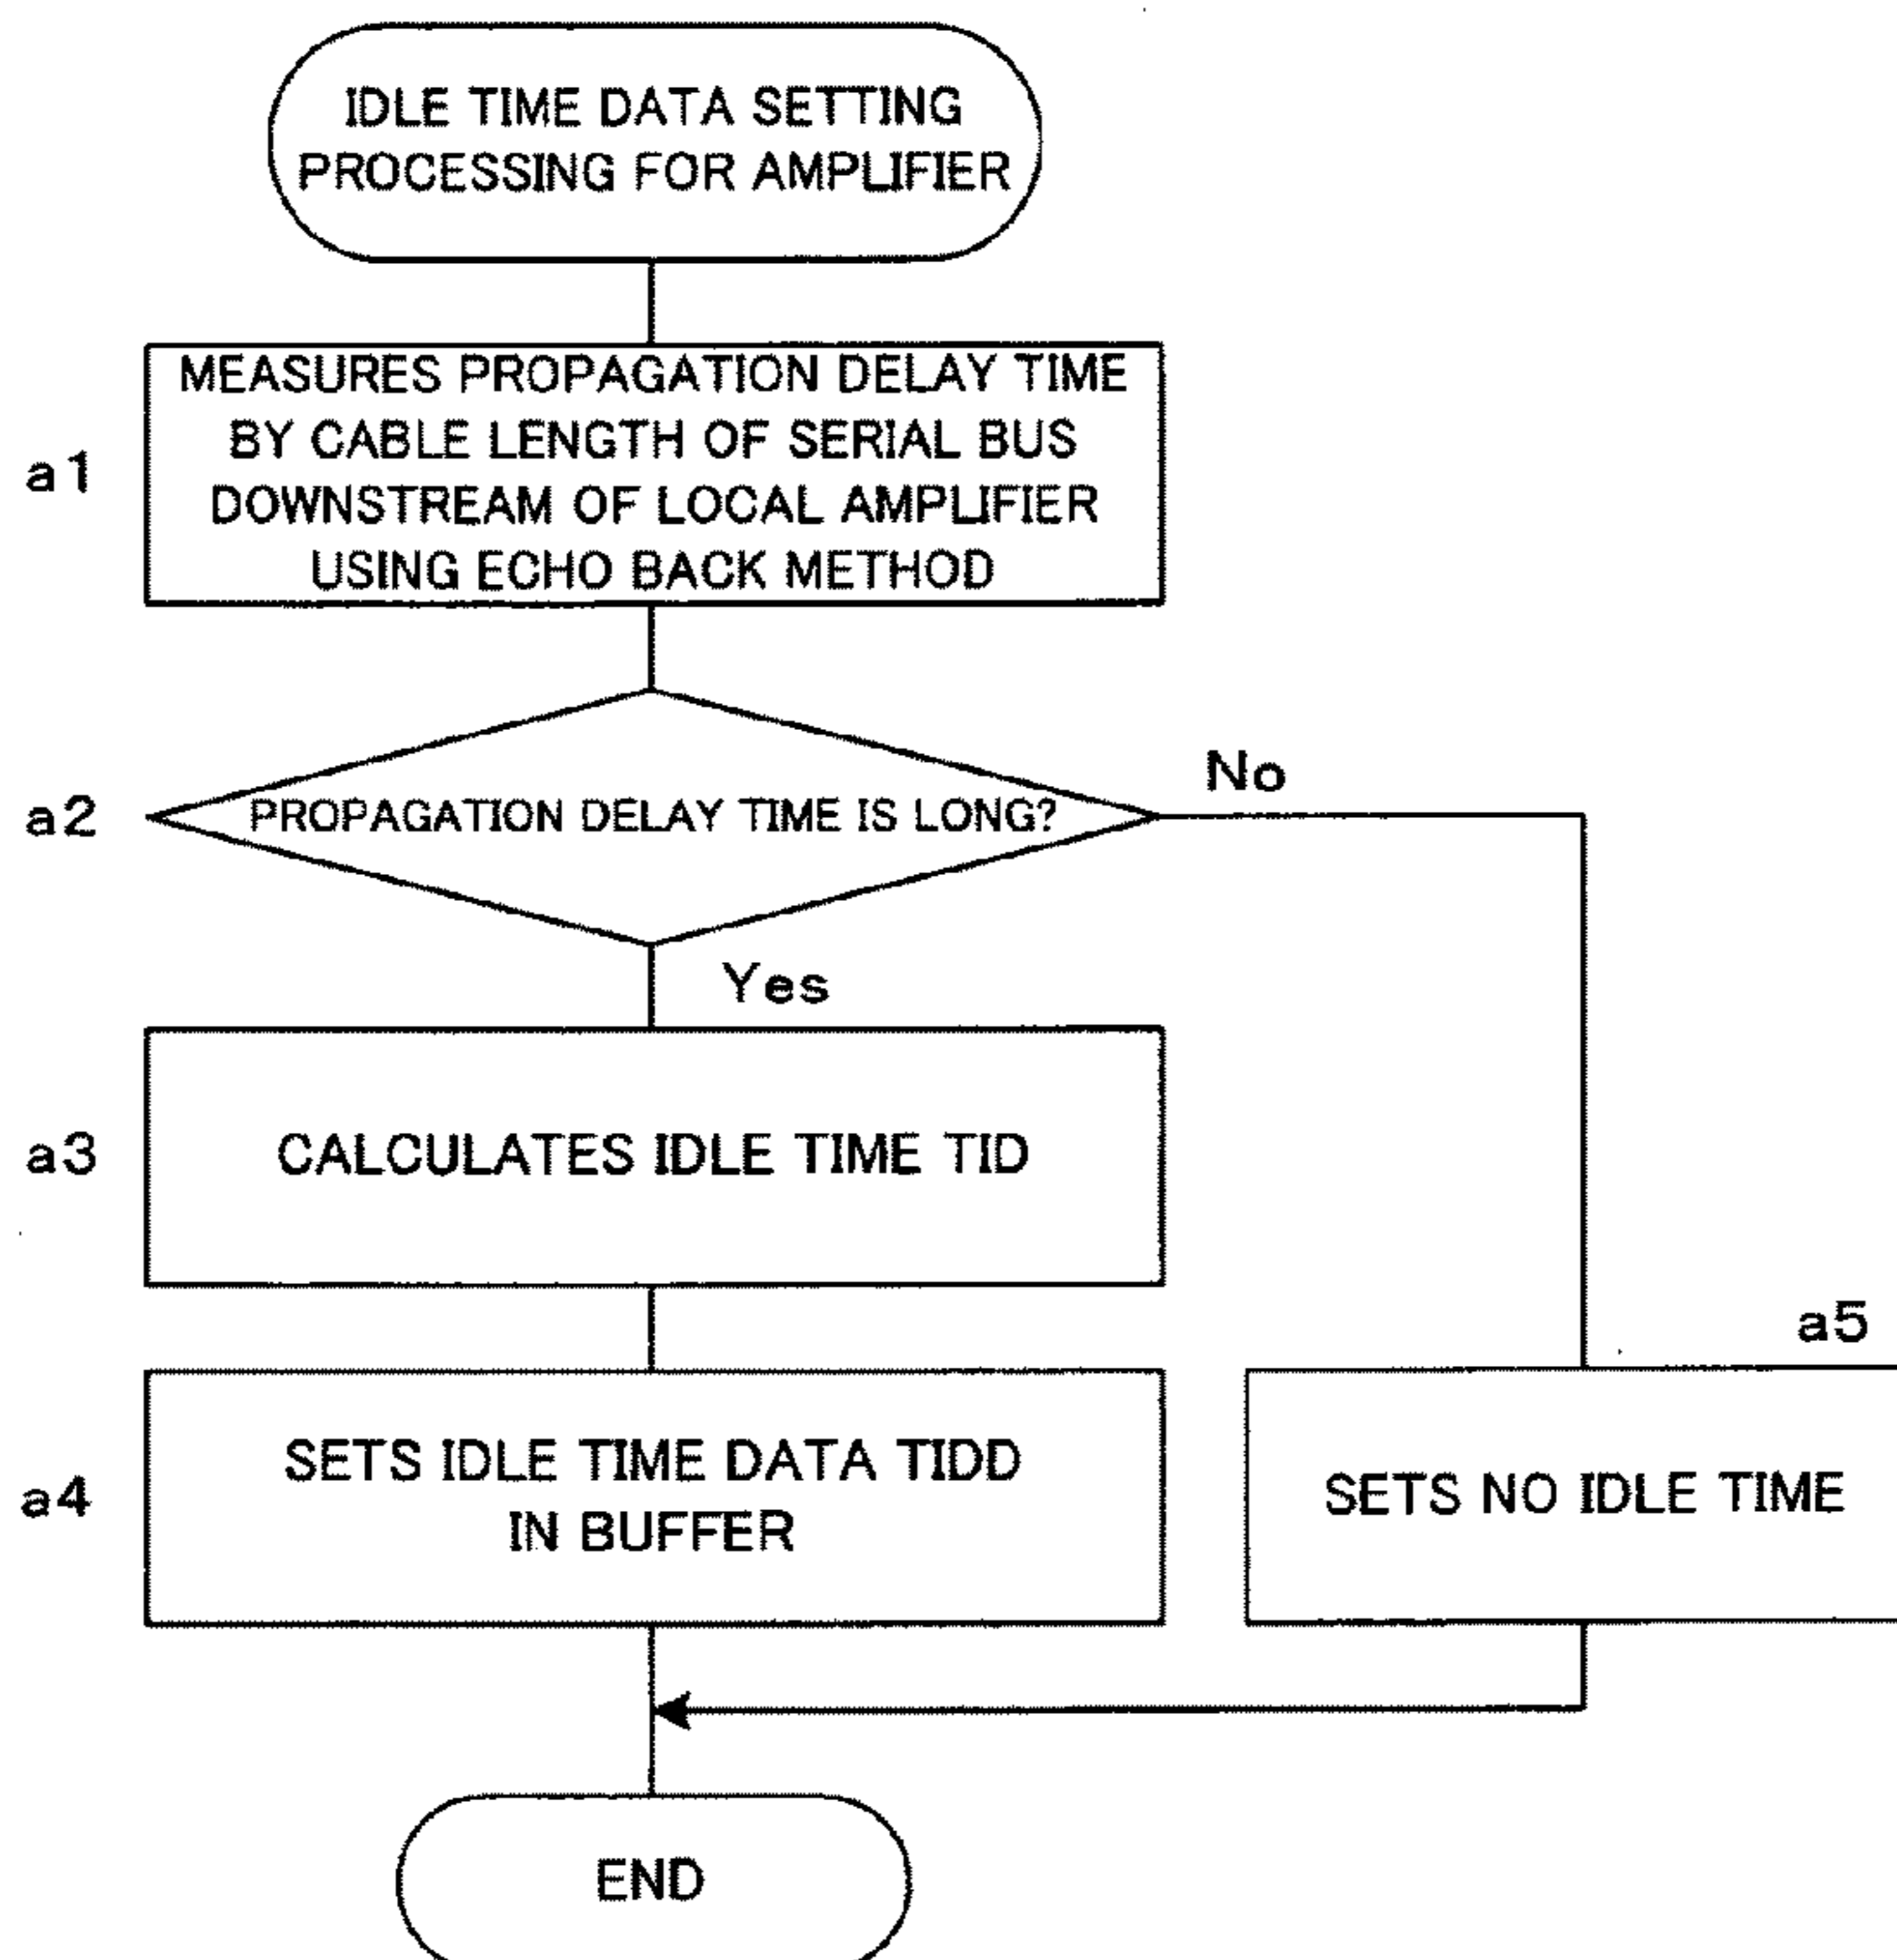 IDLE TIME DATA SETTING
PROCESSING FOR AMPLIFIER
a1
MEASURES PROPAGATION DELAY TIME
BY CABLE LENGTH OF SERIAL BUS
DOWNSTREAM OF LOCAL AMPLIFIER
USING ECHO BACK METHOD
a2
PROPAGATION DELAY TIME IS LONG?
No
Yes
a3
CALCULATES IDLE TIME TID
a4
SETS IDLE TIME DATA TIDD
IN BUFFER
a5
SETS NO IDLE TIME
END